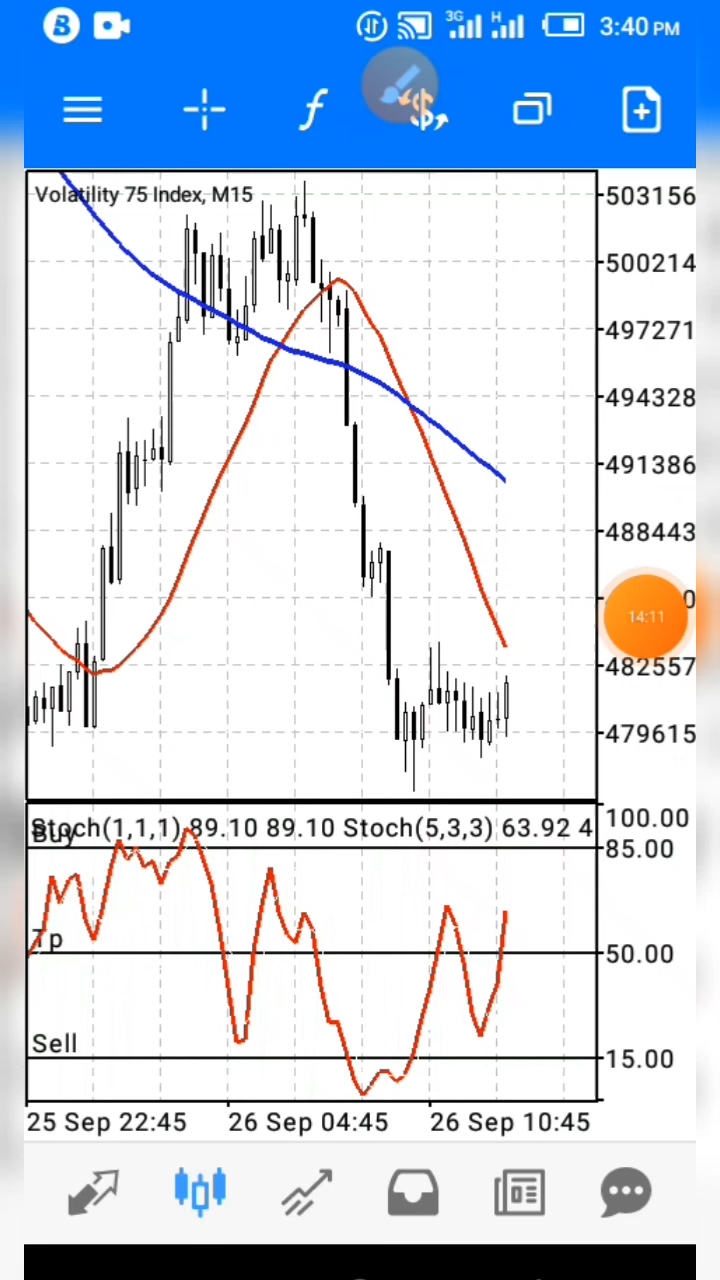 3G H 3:40 PM
Volatility 75 Index, M15
503156
500214
497271
494328
491386
488443
0
14:11
482557
479615
Stoch(1,1,1) 89.10 89.10 Stoch(5,3,3) 63.92 4
Buy
100.00
85.00
Tp
50.00
Sell
15.00
25 Sep 22:45 26 Sep 04:45 26 Sep 10:45